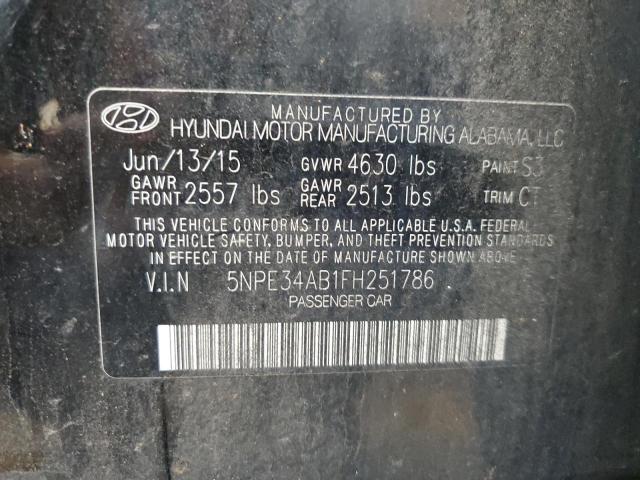 MANUFACTURED BY
HYUNDAI MOTOR MANUFACTURING ALABAMA, LLC
Jun/13/15 GVWR 4630 lbs PAINT S3
GAWR FRONT 2557 lbs GAWR REAR 2513 lbs TRIM CT
THIS VEHICLE CONFORMS TO ALL APPLICABLE U.S.A. FEDERAL
MOTOR VEHICLE SAFETY, BUMPER, AND THEFT PREVENTION STANDARDS
IN EFFECT ON THE DATE OF MANUFACTURE SHOWN ABOVE.
V.I.N 5NPE34AB1FH251786
PASSENGER CAR